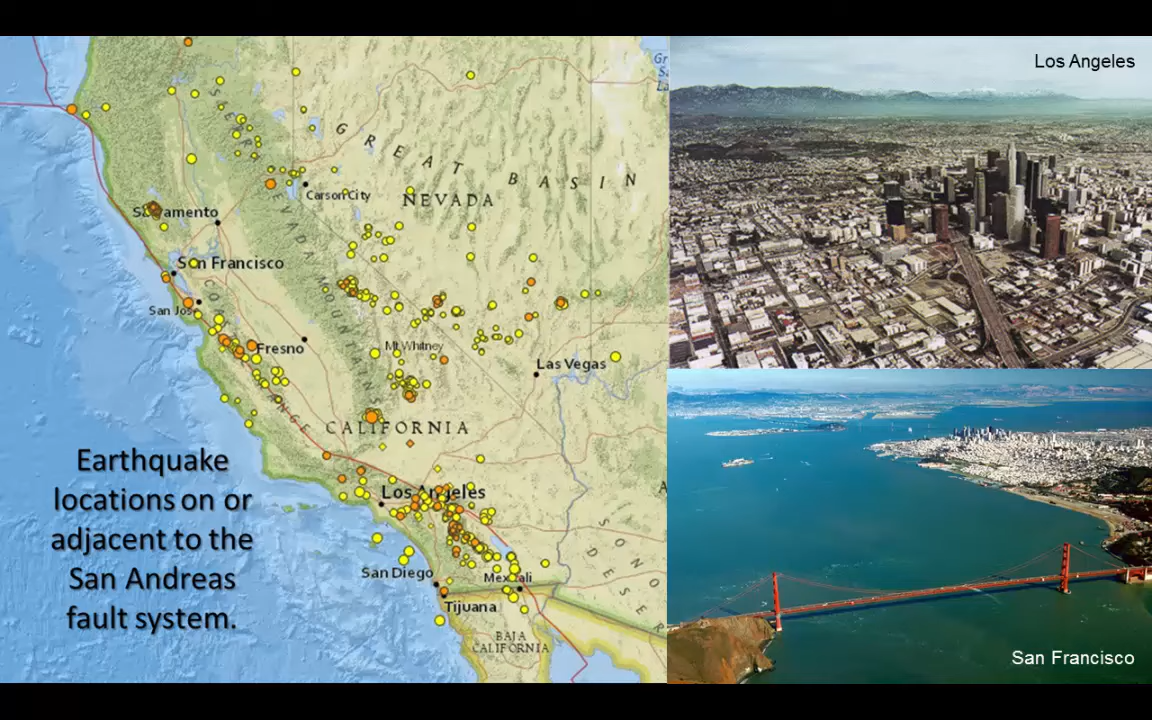 Los Angeles
GREAT BASIN
Carson City
NEVADA
Sacramento
San Francisco
San Jose
Fresno
Mt Whitney
Las Vegas
CALIFORNIA
Earthquake
locations on or
adjacent to the
San Andreas
fault system.
Los Angeles
San Diego
Mexicali
Tijuana
BAJA
CALIFORNIA
San Francisco